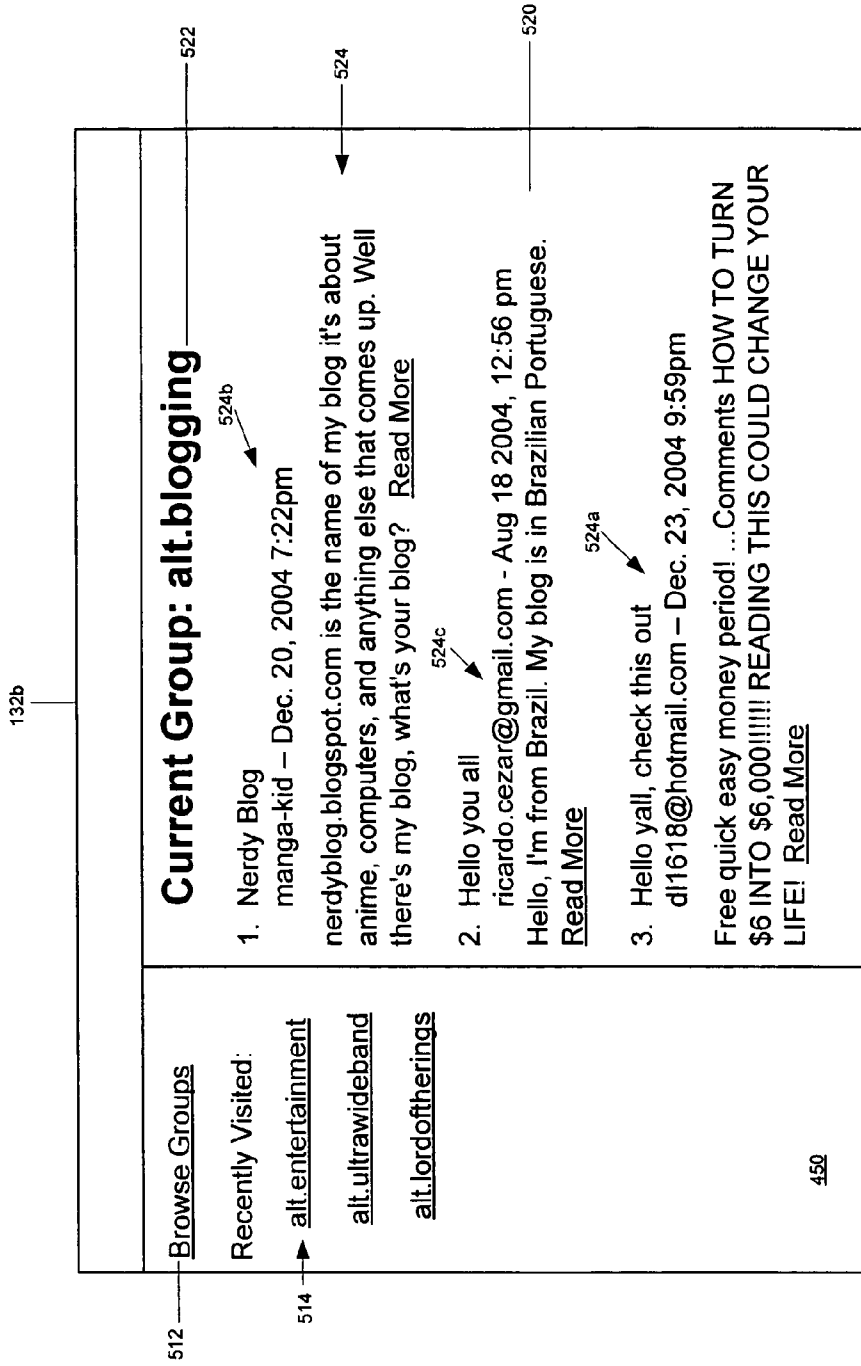 132b
512
Browse Groups
Recently Visited:
514
alt.entertainment
alt.ultrawideband
alt.lordoftherings
450
Current Group: alt.blogging
522
524b
1. Nerdy Blog
manga-kid – Dec. 20, 2004 7:22pm
nerdyblog.blogspot.com is the name of my blog it's about
anime, computers, and anything else that comes up. Well
there's my blog, what's your blog? Read More
524
524c
2. Hello you all
ricardo.cezar@gmail.com - Aug 18 2004, 12:56 pm
Hello, I'm from Brazil. My blog is in Brazilian Portuguese.
Read More
520
524a
3. Hello yall, check this out
dl1618@hotmail.com – Dec. 23, 2004 9:59pm
Free quick easy money period! ...Comments HOW TO TURN
$6 INTO $6,000!!!!!! READING THIS COULD CHANGE YOUR
LIFE! Read More